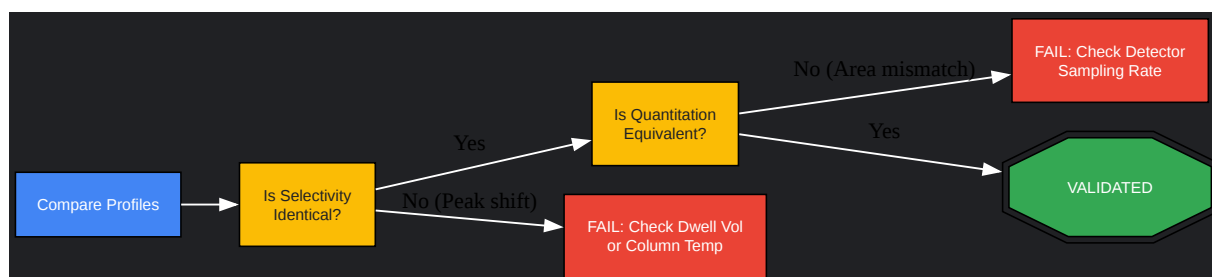 Compare Profiles
Is Selectivity
Identical?
Yes
No (Peak shift)
Is Quantitation
Equivalent?
FAIL: Check Dwell Vol
or Column Temp
No (Area mismatch)
Yes
FAIL: Check Detector
Sampling Rate
VALIDATED